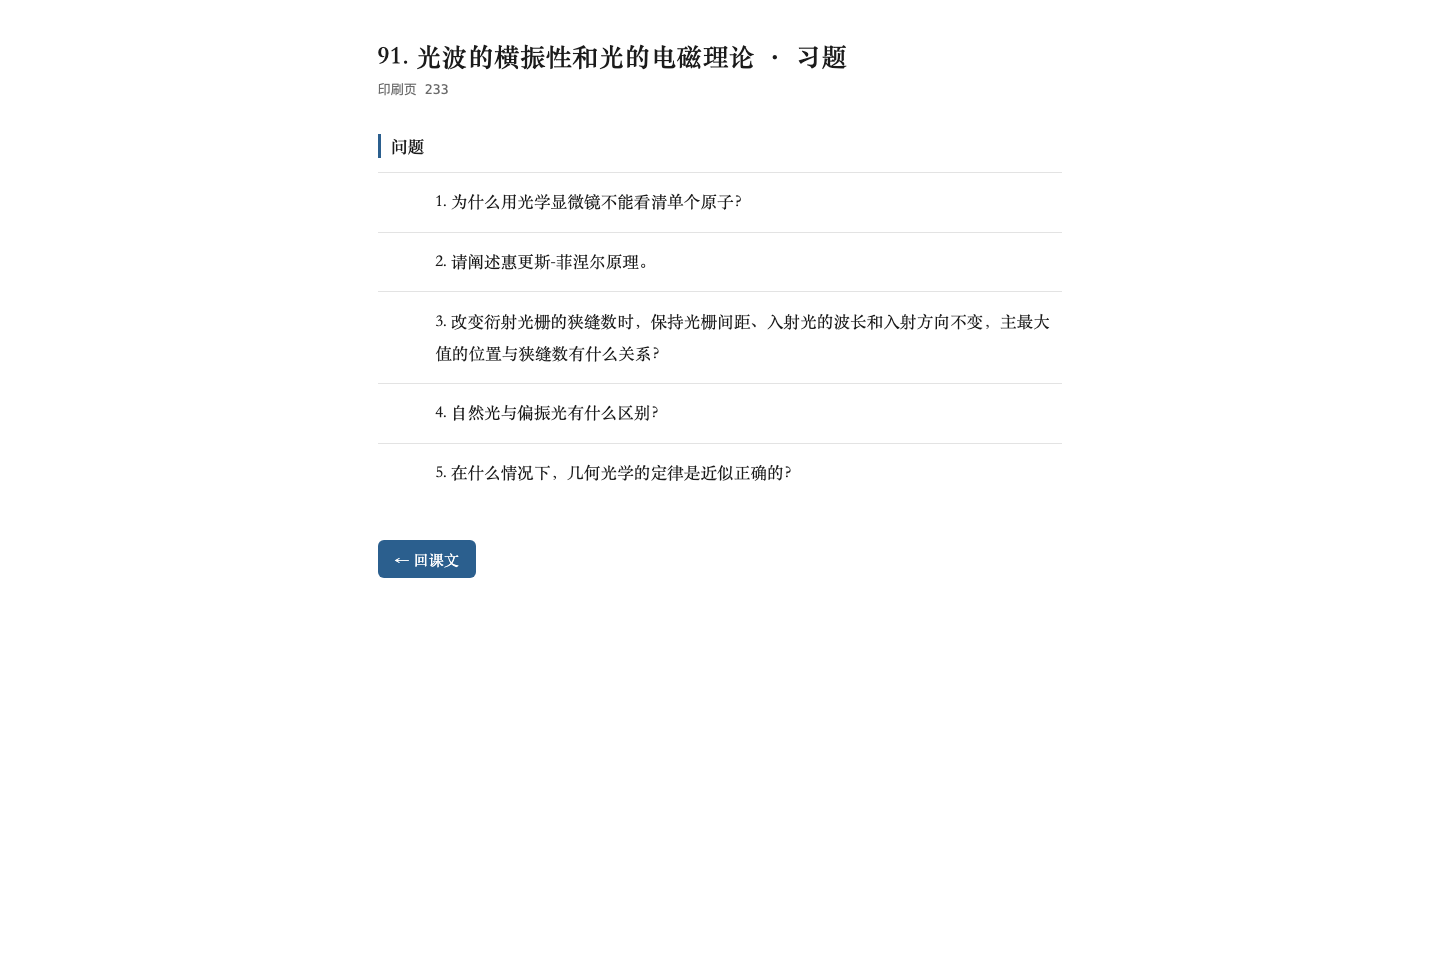 91. 光波的横振性和光的电磁理论 · 习题
印刷页 233
问题
1. 为什么用光学显微镜不能看清单个原子?
2. 请阐述惠更斯-菲涅尔原理。
3. 改变衍射光栅的狭缝数时，保持光栅间距、入射光的波长和入射方向不变，主最大
值的位置与狭缝数有什么关系?
4. 自然光与偏振光有什么区别?
5. 在什么情况下，几何光学的定律是近似正确的?
← 回课文